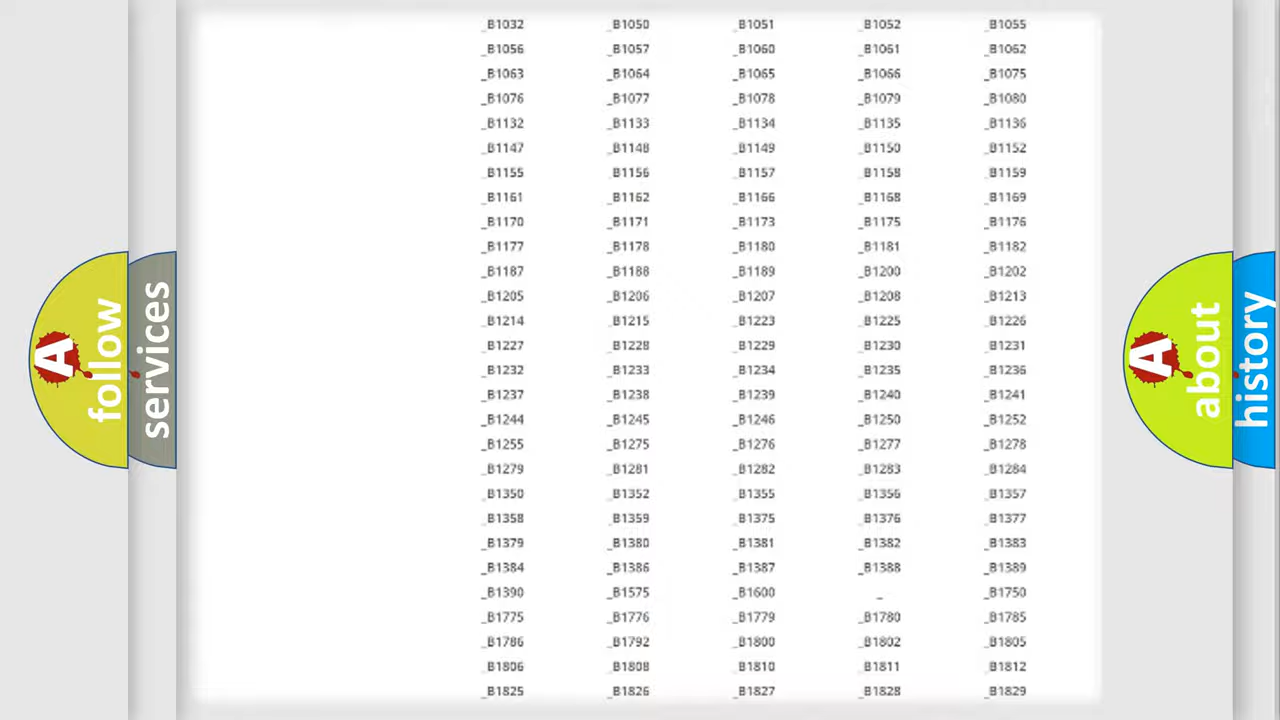 _B1032 _B1050 _B1051 _B1052 _B1055
_B1056 _B1057 _B1060 _B1061 _B1062
_B1063 _B1064 _B1065 _B1066 _B1075
_B1076 _B1077 _B1078 _B1079 _B1080
_B1132 _B1133 _B1134 _B1135 _B1136
_B1147 _B1148 _B1149 _B1150 _B1152
_B1155 _B1156 _B1157 _B1158 _B1159
_B1161 _B1162 _B1166 _B1168 _B1169
_B1170 _B1171 _B1173 _B1175 _B1176
_B1177 _B1178 _B1180 _B1181 _B1182
_B1187 _B1188 _B1189 _B1200 _B1202
_B1205 _B1206 _B1207 _B1208 _B1213
_B1214 _B1215 _B1223 _B1225 _B1226
_B1227 _B1228 _B1229 _B1230 _B1231
_B1232 _B1233 _B1234 _B1235 _B1236
_B1237 _B1238 _B1239 _B1240 _B1241
_B1244 _B1245 _B1246 _B1250 _B1252
_B1255 _B1275 _B1276 _B1277 _B1278
_B1279 _B1281 _B1282 _B1283 _B1284
_B1350 _B1352 _B1355 _B1356 _B1357
_B1358 _B1359 _B1375 _B1376 _B1377
_B1379 _B1380 _B1381 _B1382 _B1383
_B1384 _B1386 _B1387 _B1388 _B1389
_B1390 _B1575 _B1600 _ _B1750
_B1775 _B1776 _B1779 _B1780 _B1785
_B1786 _B1792 _B1800 _B1802 _B1805
_B1806 _B1808 _B1810 _B1811 _B1812
_B1825 _B1826 _B1827 _B1828 _B1829
A follow
services
A about
history